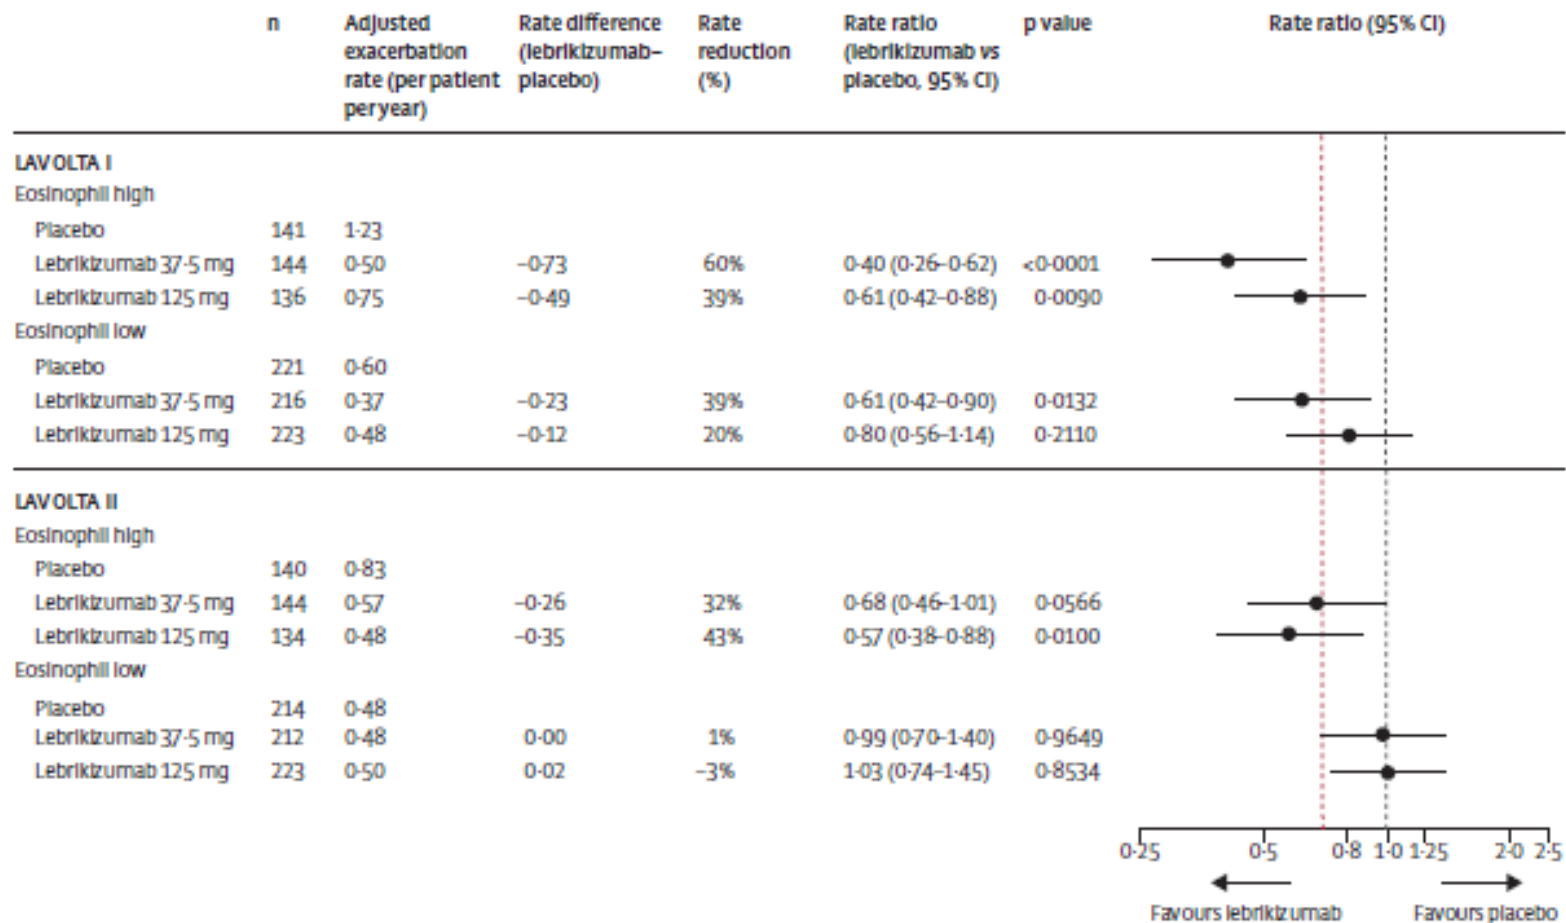 n Adjusted Rate difference Rate Rate ratio p value Rate ratio (95% CI)
exacerbation (lebrikizumab– reduction (lebrikizumab vs
rate (per patient placebo) (%) placebo, 95% CI)
per year)
LAVOLTA I
Eosinophil high
Placebo 141 1·23
Lebrikizumab 37·5 mg 144 0·50 –0·73 60% 0·40 (0·26–0·62) <0·0001
Lebrikizumab 125 mg 136 0·75 –0·49 39% 0·61 (0·42–0·88) 0·0090
Eosinophil low
Placebo 221 0·60
Lebrikizumab 37·5 mg 216 0·37 –0·23 39% 0·61 (0·42–0·90) 0·0132
Lebrikizumab 125 mg 223 0·48 –0·12 20% 0·80 (0·56–1·14) 0·2110
LAVOLTA II
Eosinophil high
Placebo 140 0·83
Lebrikizumab 37·5 mg 144 0·57 –0·26 32% 0·68 (0·46–1·01) 0·0566
Lebrikizumab 125 mg 134 0·48 –0·35 43% 0·57 (0·38–0·88) 0·0100
Eosinophil low
Placebo 214 0·48
Lebrikizumab 37·5 mg 212 0·48 0·00 1% 0·99 (0·70–1·40) 0·9649
Lebrikizumab 125 mg 223 0·50 0·02 –3% 1·03 (0·74–1·45) 0·8534
0·25 0·5 0·8 1·0 1·25 2·0 2·5
Favours lebrikizumab Favours placebo